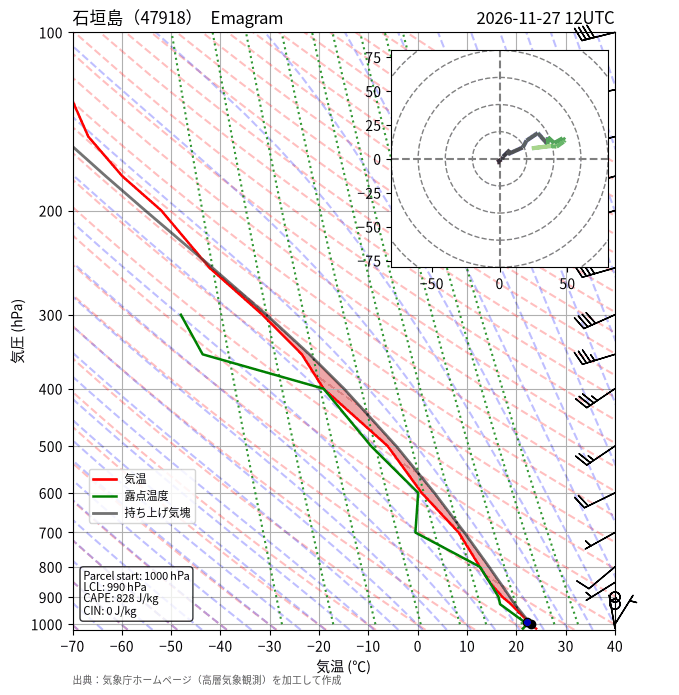 石垣島（47918） Emagram
2026-11-27 12UTC
100
200
300
400
500
600
700
800
900
1000
気圧 (hPa)
75
50
25
0
−25
−50
−75
−50
0
50
気温
露点温度
持ち上げ気塊
Parcel start: 1000 hPa
LCL: 990 hPa
CAPE: 828 J/kg
CIN: 0 J/kg
−70
−60
−50
−40
−30
−20
−10
0
10
20
30
40
気温 (℃)
出典：気象庁ホームページ（高層気象観測）を加工して作成